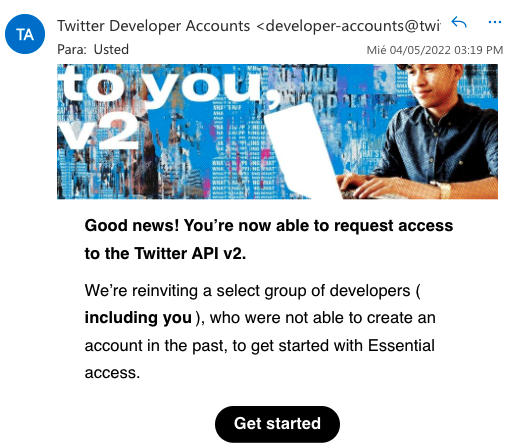 TA
Twitter Developer Accounts <developer-accounts@twi
Para: Usted
Mié 04/05/2022 03:19 PM
to you,
v2
Good news! You're now able to request access
to the Twitter API v2.
We're reinviting a select group of developers (
including you ), who were not able to create an
account in the past, to get started with Essential
access.
Get started